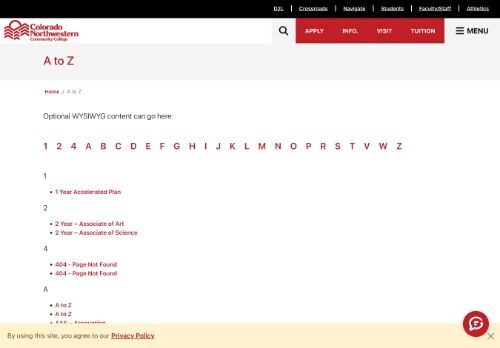 D2L | Crossroads | Navigate | Students | Faculty/Staff | Athletics
Colorado
Northwestern
Community College
APPLY INFO. VISIT TUITION MENU
A to Z
Home / A to Z
Optional WYSIWYG content can go here.
1 2 4 A B C D E F G H I J K L M N O P R S T V W Z
1
• 1 Year Accelerated Plan
2
• 2 Year – Associate of Art
• 2 Year – Associate of Science
4
• 404 - Page Not Found
• 404 - Page Not Found
A
• A to Z
• A to Z
• AAS – Accounting
By using this site, you agree to our Privacy Policy